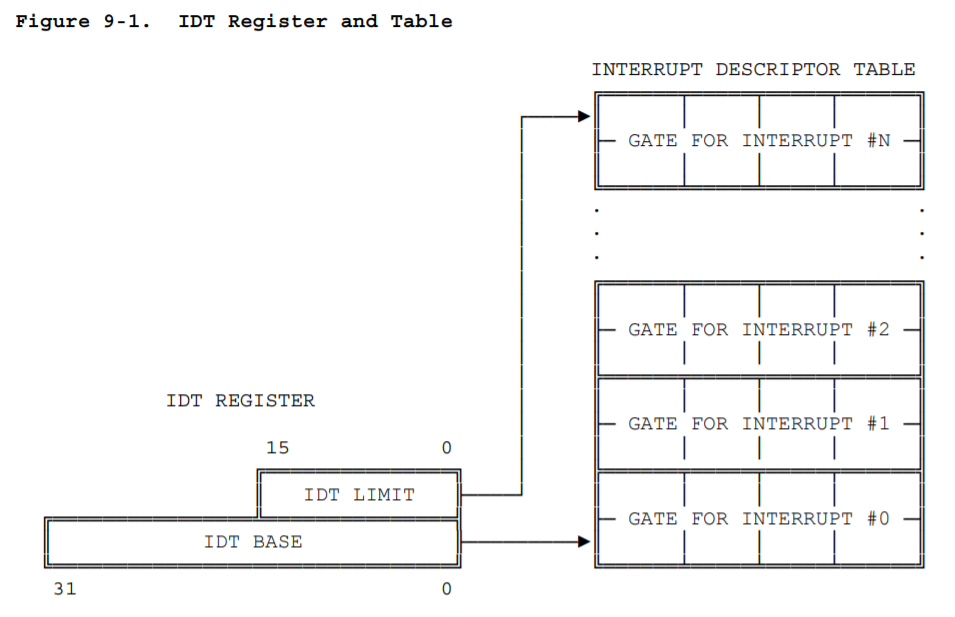 Figure 9-1.  IDT Register and Table
INTERRUPT DESCRIPTOR TABLE
GATE FOR INTERRUPT #N
GATE FOR INTERRUPT #2
IDT REGISTER
GATE FOR INTERRUPT #1
15 0
IDT LIMIT
GATE FOR INTERRUPT #0
IDT BASE
31 0